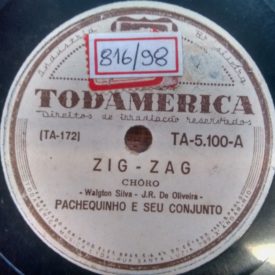 816/98
TODAMERICA
Direitos de irradiação reservados
(TA-172)
TA-5.100-A
ZIG - ZAG
CHÔRO
- Walgton Silva - J.R. De Oliveira -
PACHEQUINHO E SEU CONJUNTO